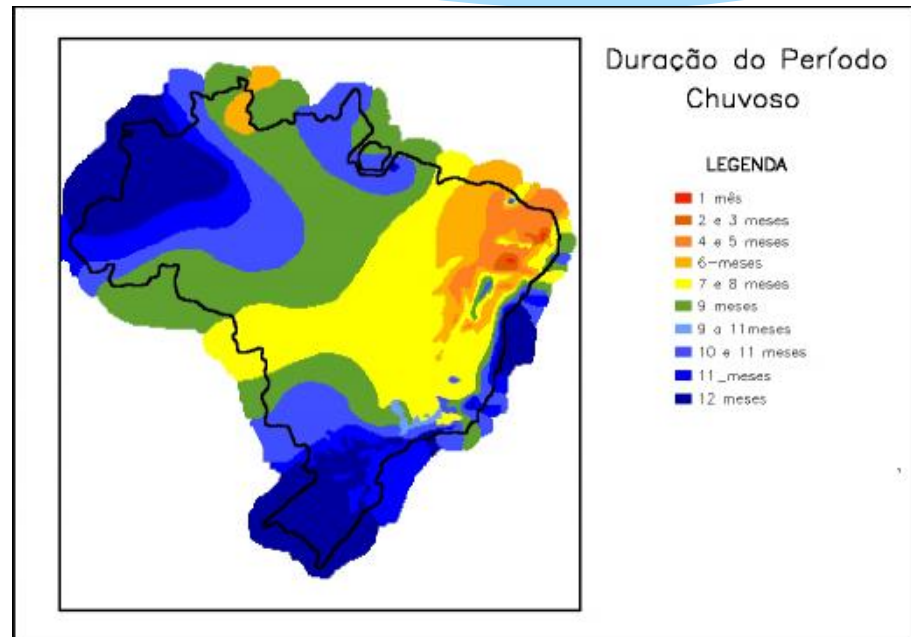 Duração do Período
Chuvoso
LEGENDA
1 mês
2 e 3 meses
4 e 5 meses
6-meses
7 e 8 meses
9 meses
9 a 11meses
10 e 11 meses
11_meses
12 meses